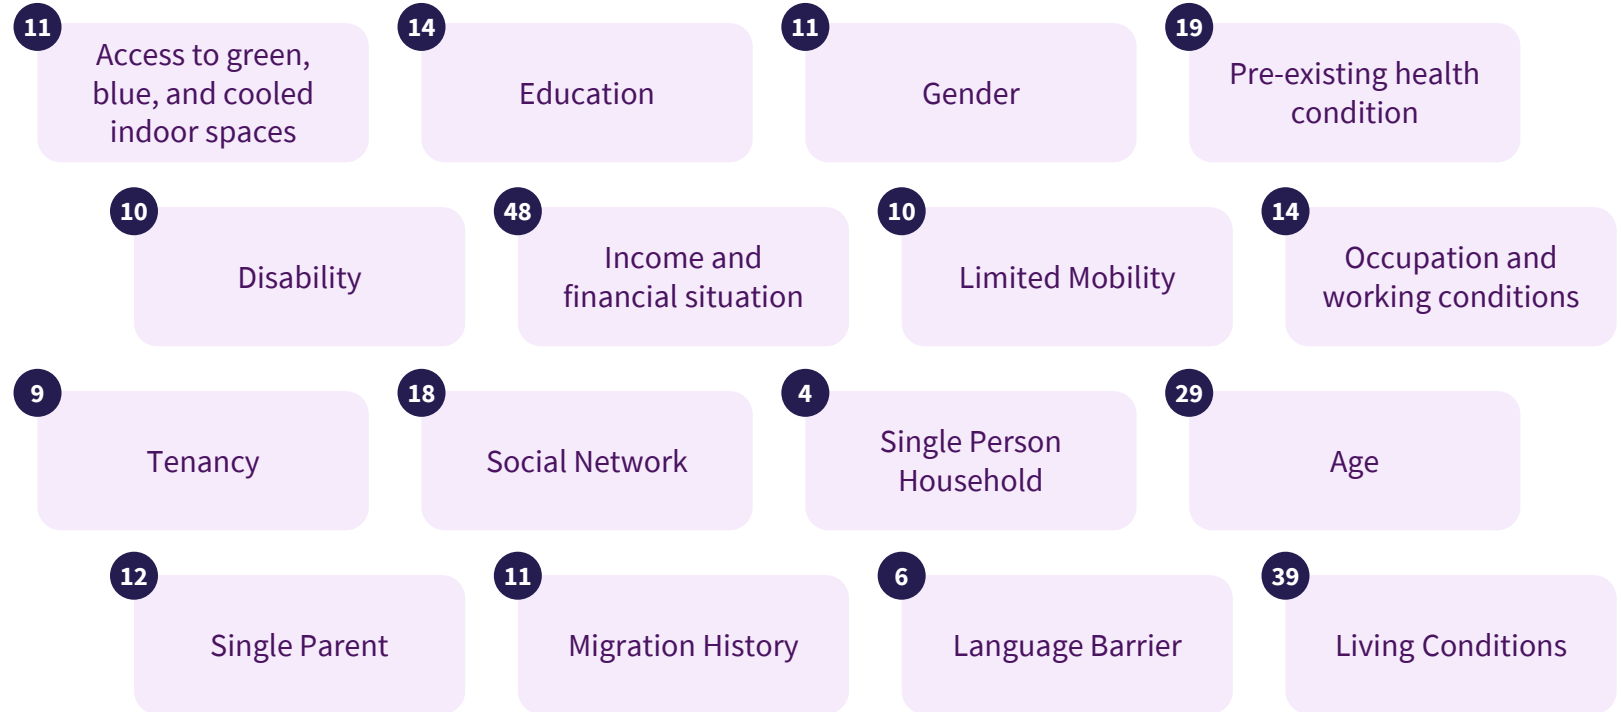 11
Access to green,
blue, and cooled
indoor spaces
14
Education
11
Gender
19
Pre-existing health
condition
10
Disability
48
Income and
financial situation
10
Limited Mobility
14
Occupation and
working conditions
9
Tenancy
18
Social Network
4
Single Person
Household
29
Age
12
Single Parent
11
Migration History
6
Language Barrier
39
Living Conditions